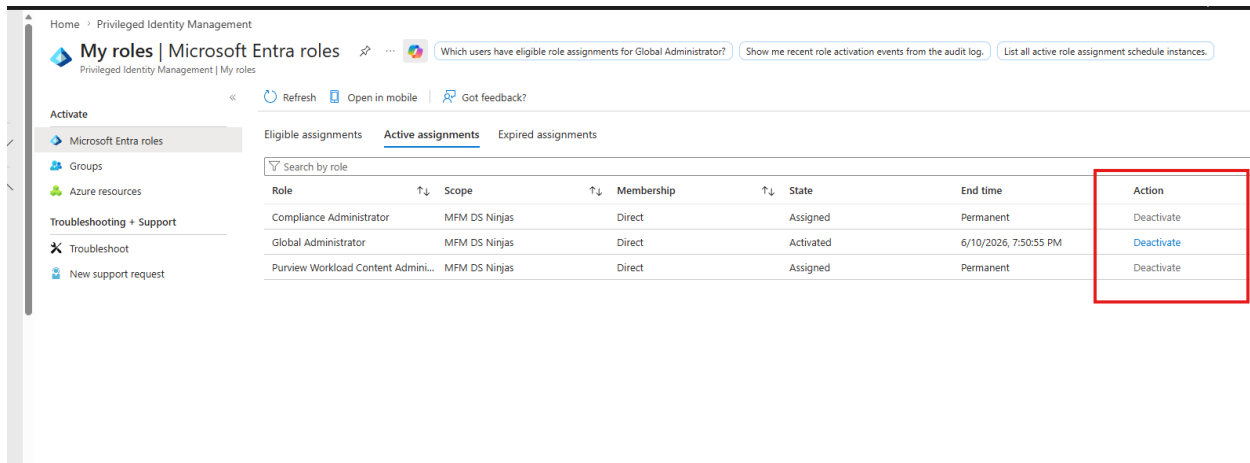 Home > Privileged Identity Management
My roles | Microsoft Entra roles
Which users have eligible role assignments for Global Administrator?
Show me recent role activation events from the audit log.
List all active role assignment schedule instances.
Privileged Identity Management | My roles
Refresh Open in mobile Got feedback?
Activate
Microsoft Entra roles
Groups
Azure resources
Troubleshooting + Support
Troubleshoot
New support request
Eligible assignments Active assignments Expired assignments
Search by role
Role Scope Membership State End time Action
Compliance Administrator MFM DS Ninjas Direct Assigned Permanent Deactivate
Global Administrator MFM DS Ninjas Direct Activated 6/10/2026, 7:50:55 PM Deactivate
Purview Workload Content Admini... MFM DS Ninjas Direct Assigned Permanent Deactivate